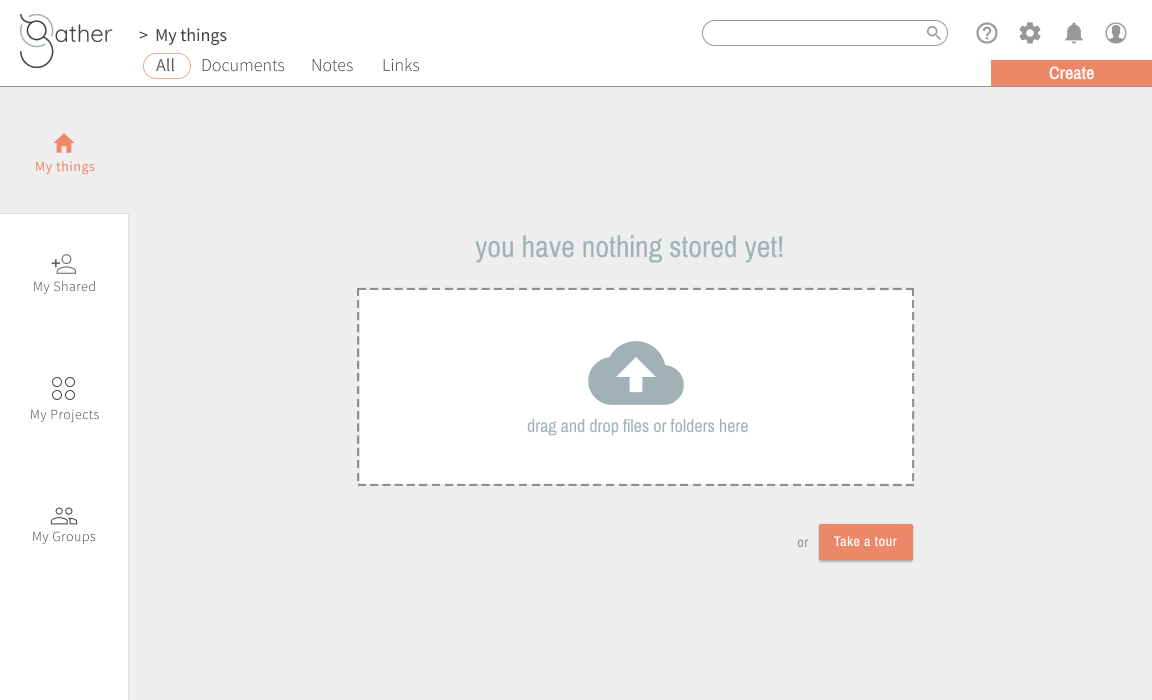 gather
> My things
All Documents Notes Links
Create
My things
My Shared
My Projects
My Groups
you have nothing stored yet!
drag and drop files or folders here
or Take a tour